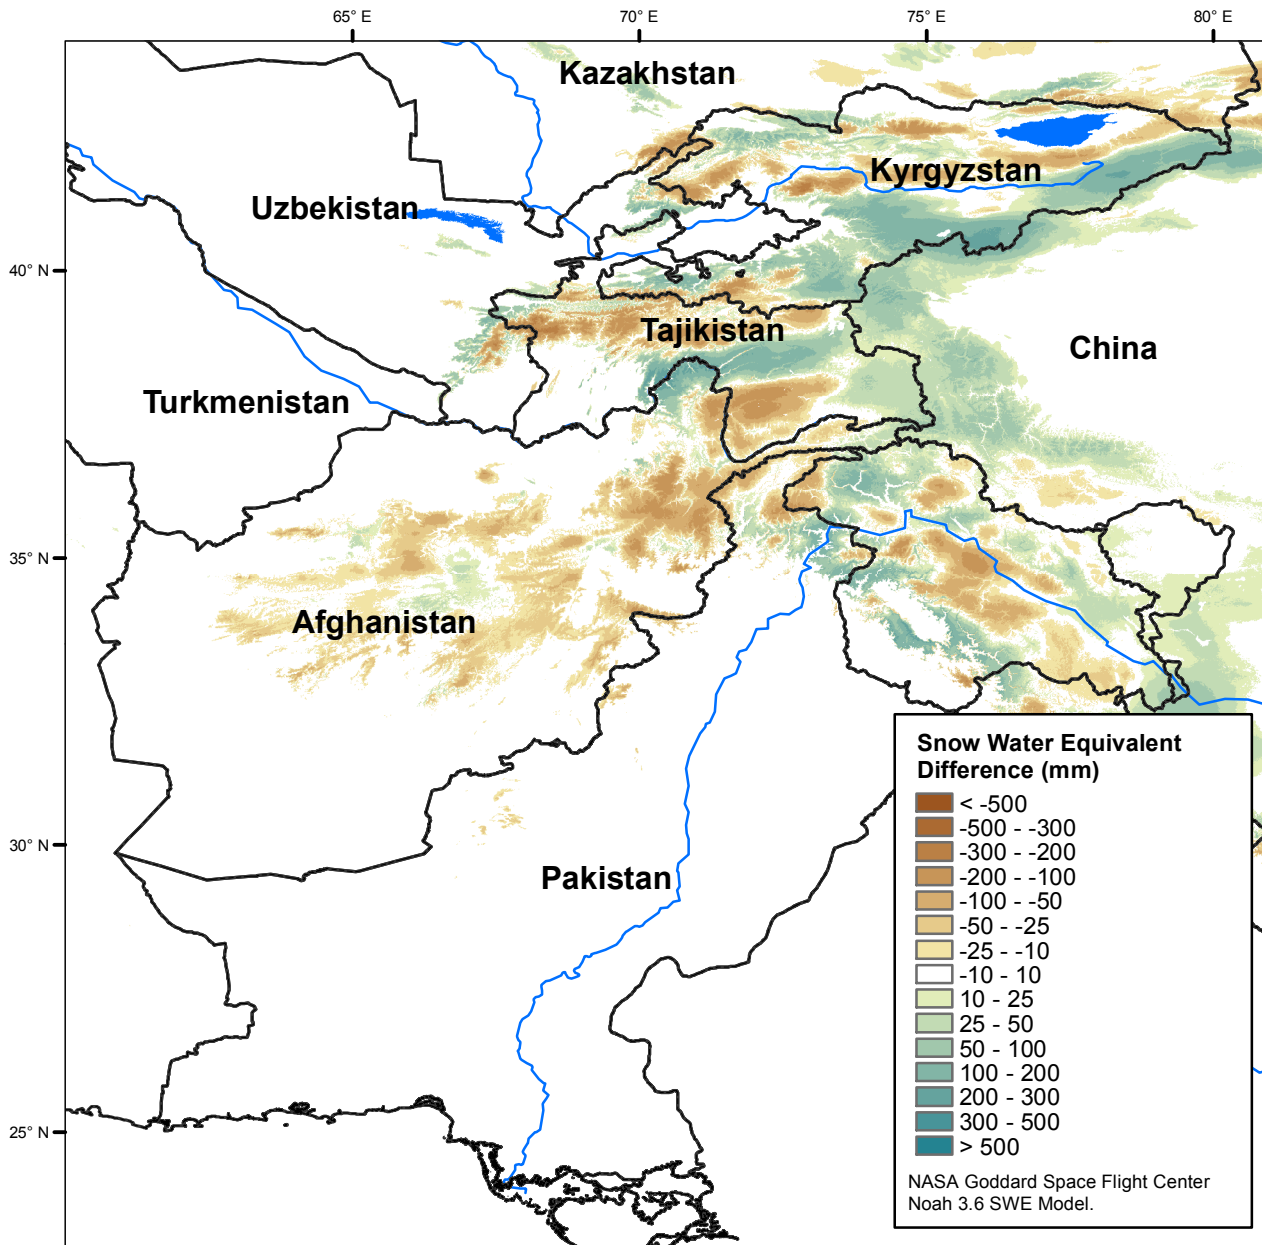 65° E
70° E
75° E
80° E
Kazakhstan
Kyrgyzstan
Uzbekistan
40° N
Tajikistan
China
Turkmenistan
35° N
Afghanistan
30° N
Pakistan
25° N
Snow Water Equivalent
Difference (mm)
< -500
-500 - -300
-300 - -200
-200 - -100
-100 - -50
-50 - -25
-25 - -10
-10 - 10
10 - 25
25 - 50
50 - 100
100 - 200
200 - 300
300 - 500
> 500
NASA Goddard Space Flight Center
Noah 3.6 SWE Model.